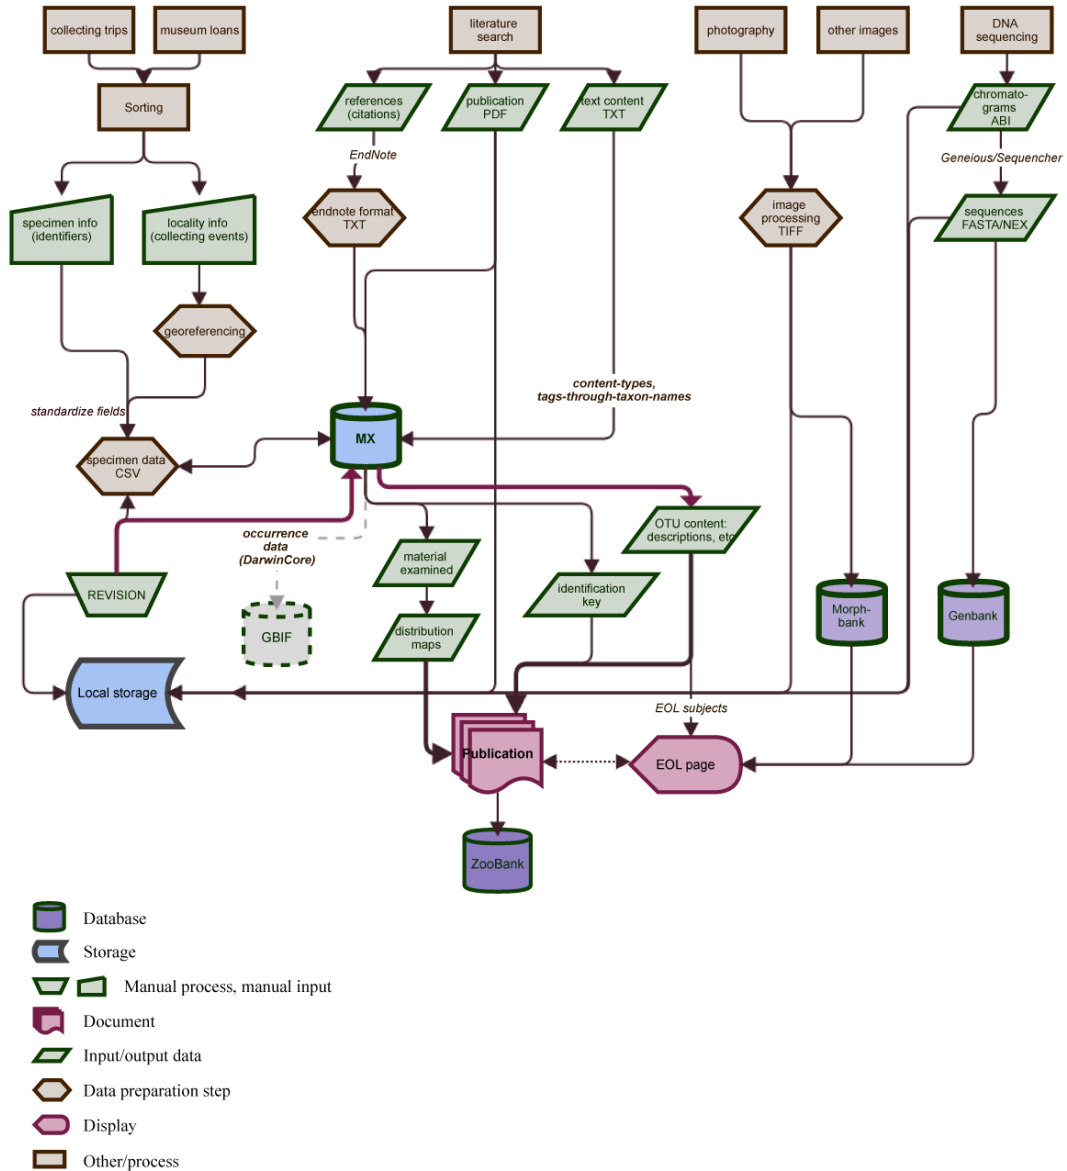 collecting trips
museum loans
literature
search
photography
other images
DNA
sequencing
Sorting
references
(citations)
publication
PDF
text content
TXT
chromato-
grams
ABI
EndNote
Geneious/Sequencher
specimen info
(identifiers)
locality info
(collecting events)
endnote format
TXT
image
processing
TIFF
sequences
FASTA/NEX
georeferencing
content-types,
tags-through-taxon-names
standardize fields
MX
specimen data
CSV
occurrence
data
(DarwinCore)
OTU content:
descriptions, etc
material
examined
identification
key
REVISION
GBIF
distribution
maps
Morph-
bank
Genbank
Local storage
EOL subjects
Publication
EOL page
ZooBank
Database
Storage
Manual process, manual input
Document
Input/output data
Data preparation step
Display
Other/process